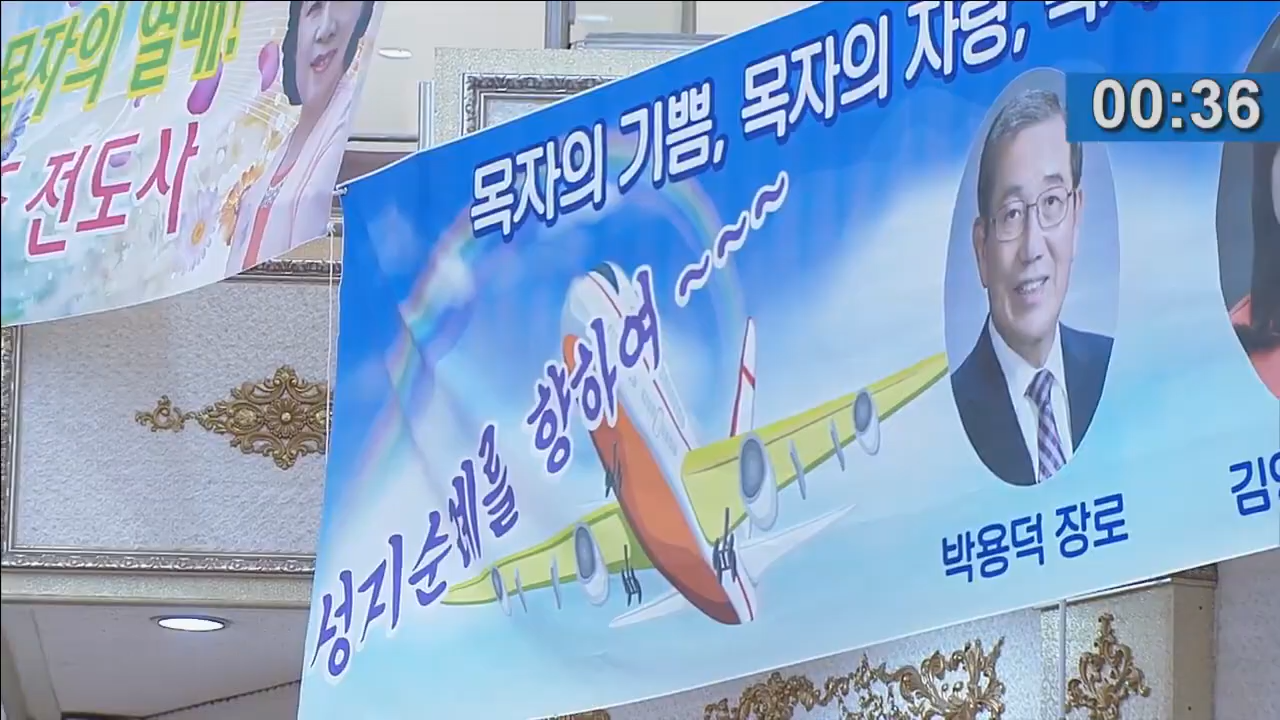 목자의 열매!
전도사
목자의 기쁨, 목자의 자랑,
00:36
성지순례를 향하여 ~~~
박용덕 장로